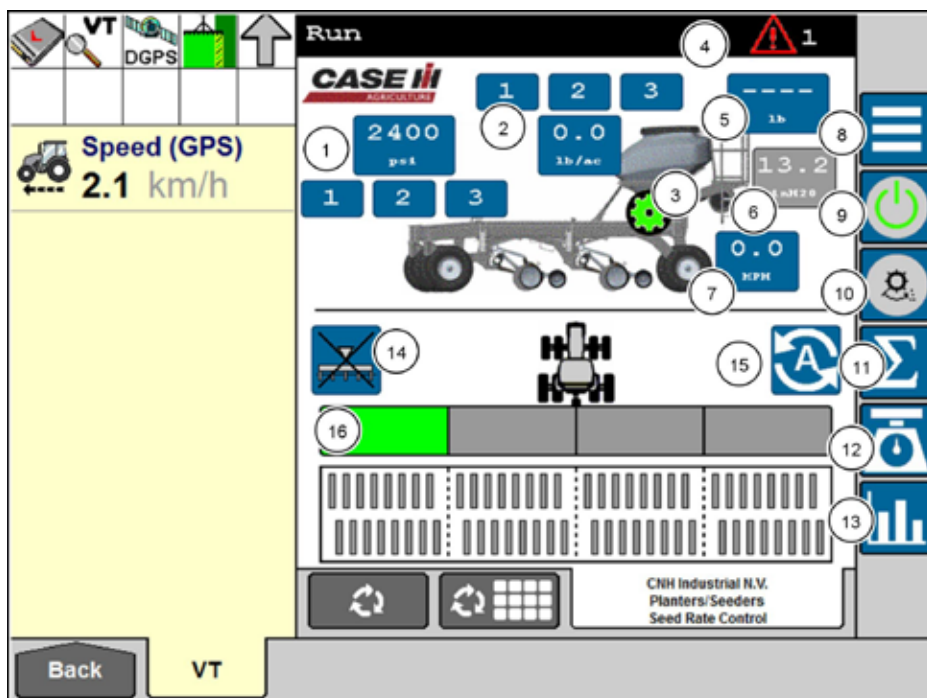 L
VT
DGPS
Run
4
1
CASE IH
AGRICULTURE
1
2
3
2
5
----
lb
8
1
2400
psi
0.0
lb/ac
13.2
inH2O
Speed (GPS)
2.1 km/h
1
2
3
3
6
9
0.0
MPH
7
10
14
15
A
11
Σ
16
12
13
CNH Industrial N.V.
Planters/Seeders
Seed Rate Control
Back
VT